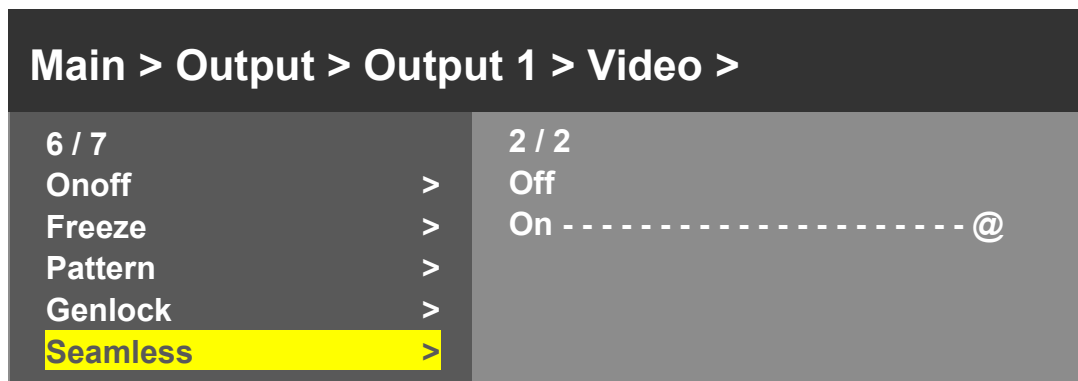 Main > Output > Output 1 > Video >
6 / 7
Onoff >
Freeze >
Pattern >
Genlock >
Seamless >
2 / 2
Off
On - - - - - - - - - - - - - - - - - - - - - @